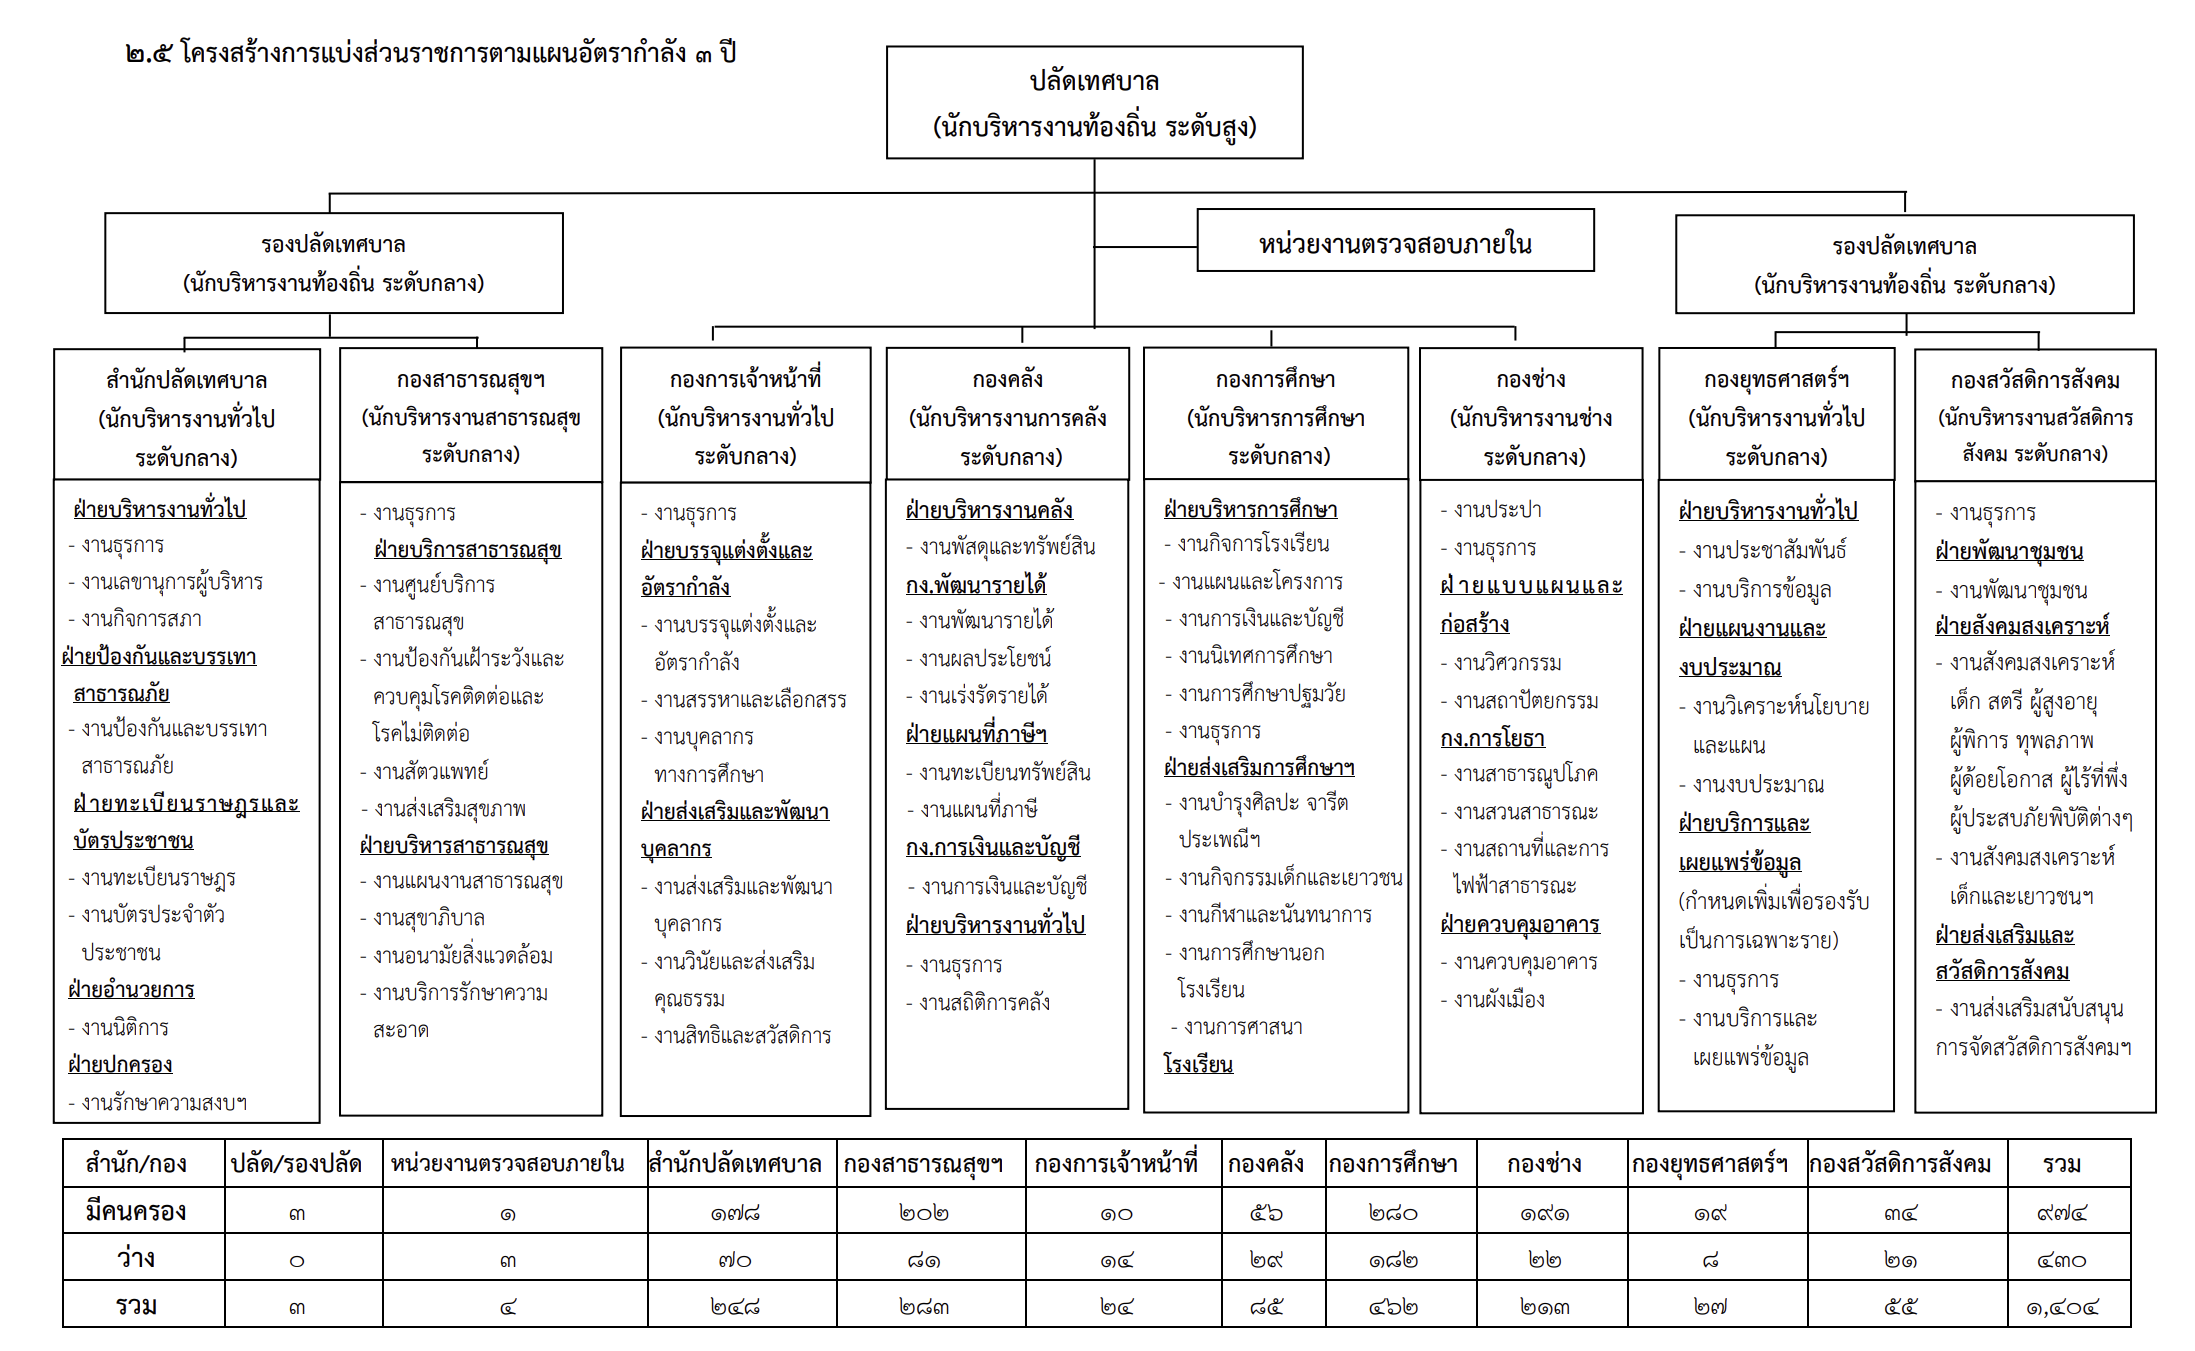 ๒.๕ โครงสร้างการแบ่งส่วนราชการตามแผนอัตรากำลัง ๓ ปี
ปลัดเทศบาล
(นักบริหารงานท้องถิ่น ระดับสูง)
หน่วยงานตรวจสอบภายใน
รองปลัดเทศบาล
(นักบริหารงานท้องถิ่น ระดับกลาง)
รองปลัดเทศบาล
(นักบริหารงานท้องถิ่น ระดับกลาง)
สำนักปลัดเทศบาล
(นักบริหารงานทั่วไป
ระดับกลาง)
ฝ่ายบริหารงานทั่วไป
- งานธุรการ
- งานเลขานุการผู้บริหาร
- งานกิจการสภา
ฝ่ายป้องกันและบรรเทา
สาธารณภัย
- งานป้องกันและบรรเทา
สาธารณภัย
ฝ่ายทะเบียนราษฎรและ
บัตรประชาชน
- งานทะเบียนราษฎร
- งานบัตรประจำตัว
ประชาชน
ฝ่ายอำนวยการ
- งานนิติการ
ฝ่ายปกครอง
- งานรักษาความสงบฯ
กองสาธารณสุขฯ
(นักบริหารงานสาธารณสุข
ระดับกลาง)
- งานธุรการ
ฝ่ายบริการสาธารณสุข
- งานศูนย์บริการ
สาธารณสุข
- งานป้องกันเฝ้าระวังและ
ควบคุมโรคติดต่อและ
โรคไม่ติดต่อ
- งานสัตวแพทย์
- งานส่งเสริมสุขภาพ
ฝ่ายบริหารสาธารณสุข
- งานแผนงานสาธารณสุข
- งานสุขาภิบาล
- งานอนามัยสิ่งแวดล้อม
- งานบริการรักษาความ
สะอาด
กองการเจ้าหน้าที่
(นักบริหารงานทั่วไป
ระดับกลาง)
- งานธุรการ
ฝ่ายบรรจุแต่งตั้งและ
อัตรากำลัง
- งานบรรจุแต่งตั้งและ
อัตรากำลัง
- งานสรรหาและเลือกสรร
- งานบุคลากร
ทางการศึกษา
ฝ่ายส่งเสริมและพัฒนา
บุคลากร
- งานส่งเสริมและพัฒนา
บุคลากร
- งานวินัยและส่งเสริม
คุณธรรม
- งานสิทธิและสวัสดิการ
กองคลัง
(นักบริหารงานการคลัง
ระดับกลาง)
ฝ่ายบริหารงานคลัง
- งานพัสดุและทรัพย์สิน
กง.พัฒนารายได้
- งานพัฒนารายได้
- งานผลประโยชน์
- งานเร่งรัดรายได้
ฝ่ายแผนที่ภาษีฯ
- งานทะเบียนทรัพย์สิน
- งานแผนที่ภาษี
กง.การเงินและบัญชี
- งานการเงินและบัญชี
ฝ่ายบริหารงานทั่วไป
- งานธุรการ
- งานสถิติการคลัง
กองการศึกษา
(นักบริหารการศึกษา
ระดับกลาง)
ฝ่ายบริหารการศึกษา
- งานกิจการโรงเรียน
- งานแผนและโครงการ
- งานการเงินและบัญชี
- งานนิเทศการศึกษา
- งานการศึกษาปฐมวัย
- งานธุรการ
ฝ่ายส่งเสริมการศึกษาฯ
- งานบำรุงศิลปะ จารีต
ประเพณีฯ
- งานกิจกรรมเด็กและเยาวชน
- งานกีฬาและนันทนาการ
- งานการศึกษานอก
โรงเรียน
- งานการศาสนา
โรงเรียน
กองช่าง
(นักบริหารงานช่าง
ระดับกลาง)
- งานประปา
- งานธุรการ
ฝ่ายแบบแผนและ
ก่อสร้าง
- งานวิศวกรรม
- งานสถาปัตยกรรม
กง.การโยธา
- งานสาธารณูปโภค
- งานสวนสาธารณะ
- งานสถานที่และการ
ไฟฟ้าสาธารณะ
ฝ่ายควบคุมอาคาร
- งานควบคุมอาคาร
- งานผังเมือง
กองยุทธศาสตร์ฯ
(นักบริหารงานทั่วไป
ระดับกลาง)
ฝ่ายบริหารงานทั่วไป
- งานประชาสัมพันธ์
- งานบริการข้อมูล
ฝ่ายแผนงานและ
งบประมาณ
- งานวิเคราะห์นโยบาย
และแผน
- งานงบประมาณ
ฝ่ายบริการและ
เผยแพร่ข้อมูล
(กำหนดเพิ่มเพื่อรองรับ
เป็นการเฉพาะราย)
- งานธุรการ
- งานบริการและ
เผยแพร่ข้อมูล
กองสวัสดิการสังคม
(นักบริหารงานสวัสดิการ
สังคม ระดับกลาง)
- งานธุรการ
ฝ่ายพัฒนาชุมชน
- งานพัฒนาชุมชน
ฝ่ายสังคมสงเคราะห์
- งานสังคมสงเคราะห์
เด็ก สตรี ผู้สูงอายุ
ผู้พิการ ทุพลภาพ
ผู้ด้อยโอกาส ผู้ไร้ที่พึ่ง
ผู้ประสบภัยพิบัติต่างๆ
- งานสังคมสงเคราะห์
เด็กและเยาวชนฯ
ฝ่ายส่งเสริมและ
สวัสดิการสังคม
- งานส่งเสริมสนับสนุน
การจัดสวัสดิการสังคมฯ
สำนัก/กอง ปลัด/รองปลัด หน่วยงานตรวจสอบภายใน สำนักปลัดเทศบาล กองสาธารณสุขฯ กองการเจ้าหน้าที่ กองคลัง กองการศึกษา กองช่าง กองยุทธศาสตร์ฯ กองสวัสดิการสังคม รวม
มีคนครอง ๓ ๑ ๑๗๘ ๒๐๒ ๑๐ ๕๖ ๒๘๐ ๑๙๑ ๑๙ ๓๔ ๙๗๔
ว่าง ๐ ๓ ๗๐ ๘๑ ๑๔ ๒๙ ๑๘๒ ๒๒ ๘ ๒๑ ๔๓๐
รวม ๓ ๔ ๒๔๘ ๒๘๓ ๒๔ ๘๕ ๔๖๒ ๒๑๓ ๒๗ ๕๕ ๑,๔๐๔